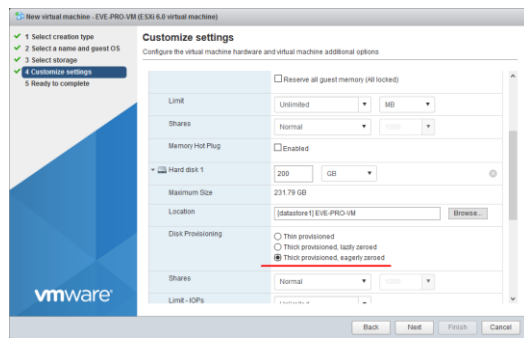 New virtual machine - EVE-PRO-VM (ESXi 6.0 virtual machine)
1 Select creation type
2 Select a name and guest OS
3 Select storage
4 Customize settings
5 Ready to complete
Customize settings
Configure the virtual machine hardware and virtual machine additional options
Reserve all guest memory (All locked)
Limit
Unlimited
MB
Shares
Normal
Memory Hot Plug
Enabled
Hard disk 1
200
GB
Maximum Size
231.79 GB
Location
[datastore1] EVE-PRO-VM
Browse...
Disk Provisioning
Thin provisioned
Thick provisioned, lazily zeroed
Thick provisioned, eagerly zeroed
Shares
Normal
Limit - IOPs
Unlimited
vmware
Back
Next
Finish
Cancel